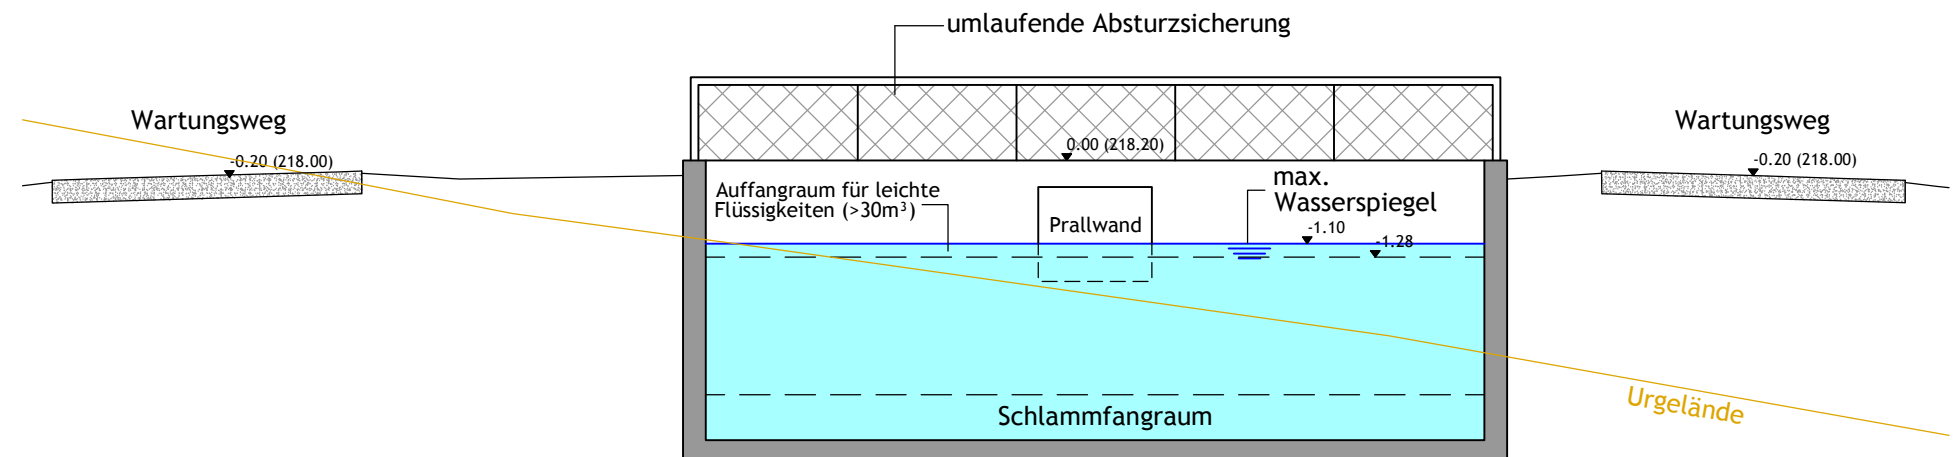 umlaufende Absturzsicherung
Wartungsweg
Wartungsweg
0.00 (218.20)
-0.20 (218.00)
-0.20 (218.00)
Auffangraum für leichte
Flüssigkeiten (>30m³)
max.
Wasserspiegel
Prallwand
-1.10
-1.28
Schlammfangraum
Urgelände